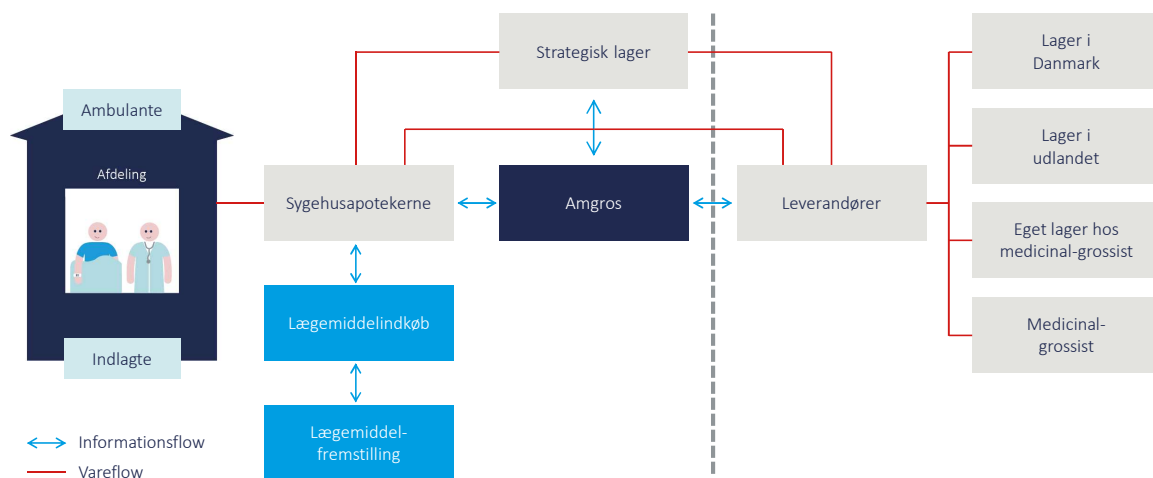 Strategisk lager
Lager i
Danmark
Ambulante
Lager i
udlandet
Afdeling
Sygehusapotekerne
Amgros
Leverandører
Eget lager hos
medicinal-grossist
Lægemiddelindkøb
Medicinal-
grossist
Indlagte
Lægemiddel-
fremstilling
Informationsflow
Vareflow